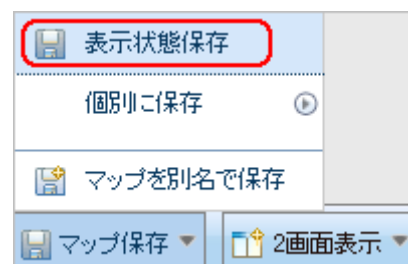 表示状態保存
個別に保存
マップを別名で保存
マップ保存 2画面表示